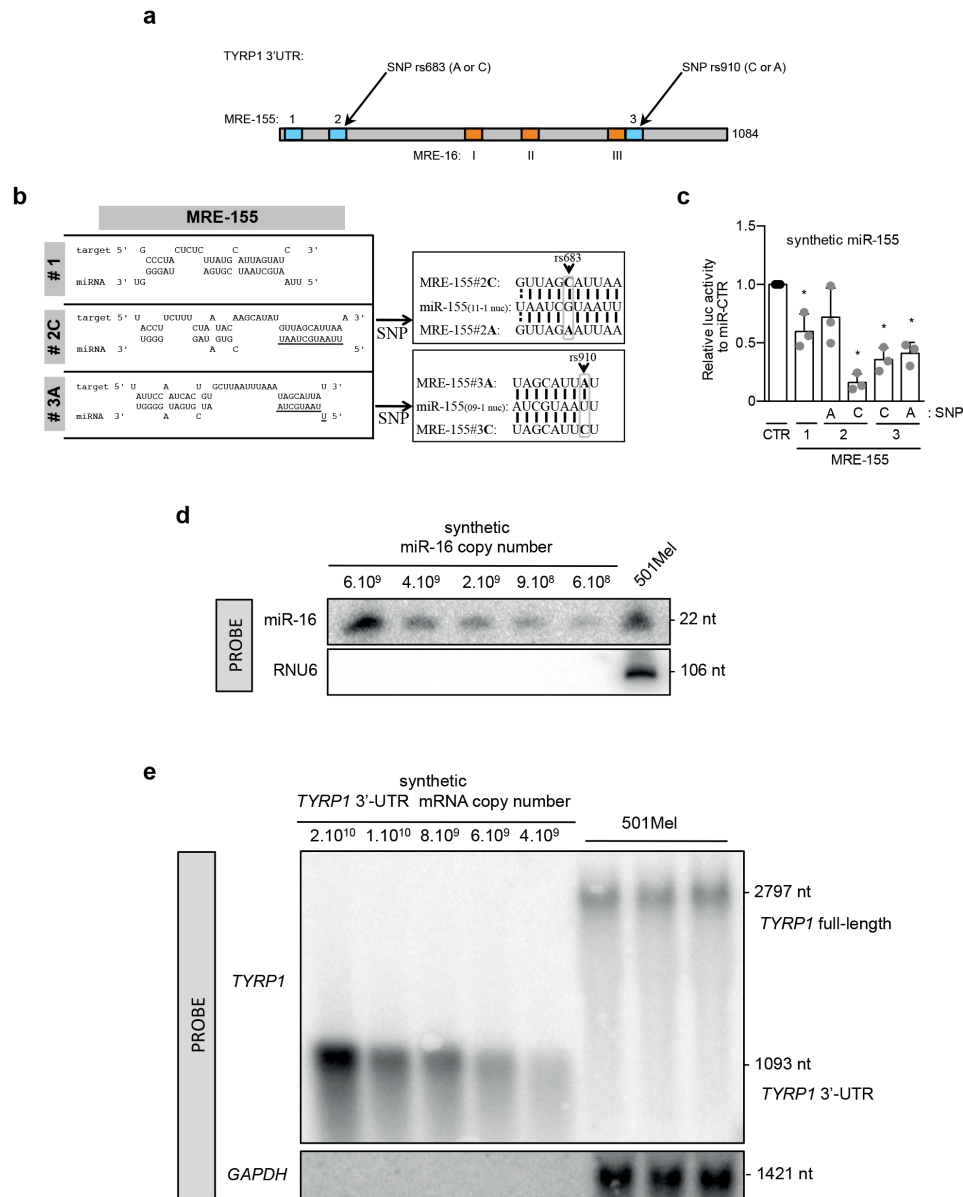 a
TYRP1 3'UTR:
SNP rs683 (A or C)
SNP rs910 (C or A)
MRE-155: 1 2 3
1084
MRE-16: I II III
b
MRE-155
# 1
target 5' G CUCUC C C 3'
CCCUA UUAUG AUUAGUAU
GGGAU AGUGC UAAUCGUA
miRNA 3' UG AUU 5'
# 2C
target 5' U UCUUU A AAGCAUAU A 3'
ACCU CUA UAC GUUAGCAUUAA
UGGG GAU GUG UAAUCGUAAUU
miRNA 3' A C 5'
# 3A
target 5' U A U GCUUAAUUUAAA U 3'
AUUCC AUCACG U UAGCAUUA
UGGGG UAGUG UA AUCGUAAU
miRNA 3' A C U 5'
SNP
rs683
MRE-155#2C: GUUAGCAUUAA
miR-155(11-1 nuc): UAAUCGUAAUU
MRE-155#2A: GUUAGAAUUAA
SNP
rs910
MRE-155#3A: UAGCAUUAU
miR-155(09-1 nuc): AUCGUAAUU
MRE-155#3C: UAGCAUUCU
c
synthetic miR-155
Relative luc activity
to miR-CTR
1.5
1.0
0.5
0.0
* * * *
A C C A : SNP
CTR 1 2 3
MRE-155
d
synthetic
miR-16 copy number
6.10⁹ 4.10⁹ 2.10⁹ 9.10⁸ 6.10⁸ 501Mel
PROBE
miR-16
22 nt
RNU6
106 nt
e
synthetic
TYRP1 3'-UTR mRNA copy number
501Mel
2.10¹⁰ 1.10¹⁰ 8.10⁹ 6.10⁹ 4.10⁹
PROBE
2797 nt
TYRP1 full-length
TYRP1
1093 nt
TYRP1 3'-UTR
GAPDH
1421 nt